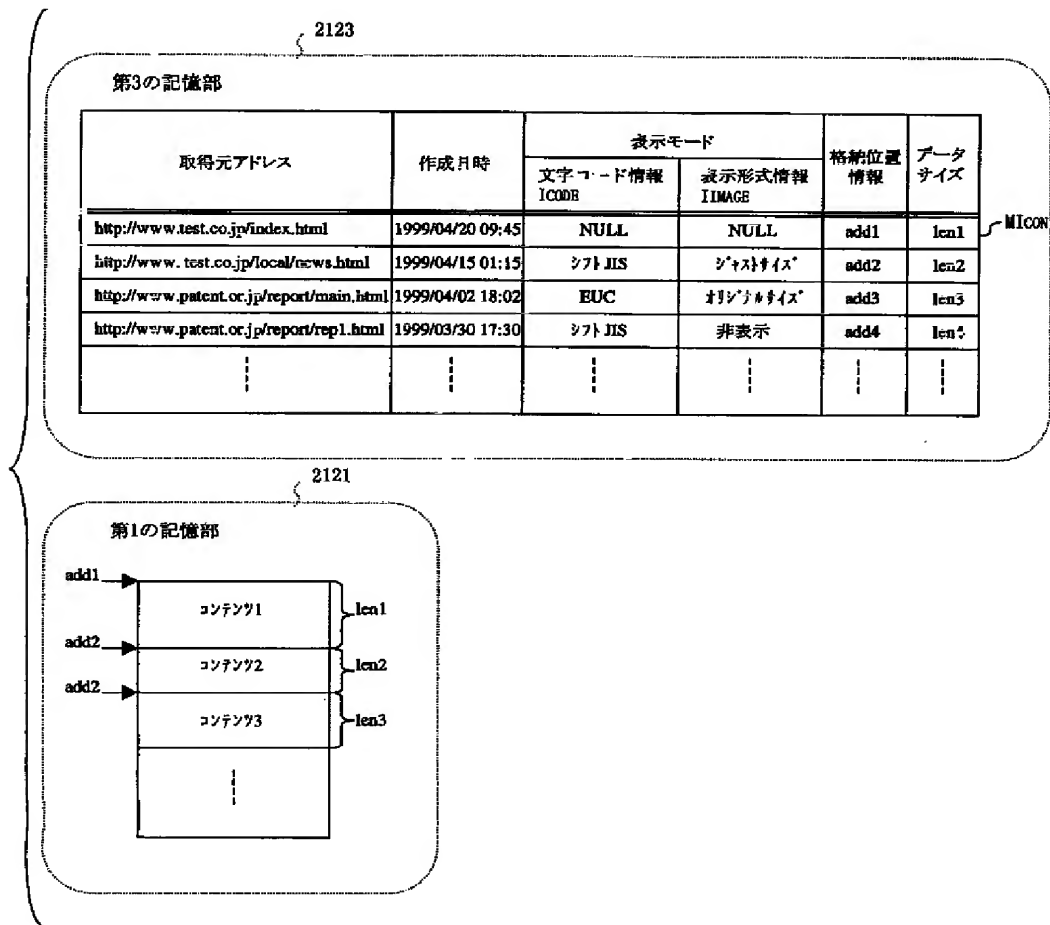 2123
第3の記憶部
取得元アドレス
作成日時
表示モード
文字コード情報
ICODE
表示形式情報
IIMAGE
格納位置
情報
データ
サイズ
http://www.test.co.jp/index.html 1999/04/20 09:45 NULL NULL add1 len1
MICON
http://www.test.co.jp/local/news.html 1999/04/15 01:15 シフトJIS ジャストサイズ add2 len2
http://www.patent.or.jp/report/main.html 1999/04/02 18:02 EUC オリジナルサイズ add3 len3
http://www.patent.or.jp/report/rep1.html 1999/03/30 17:30 シフトJIS 非表示 add4
2121
第1の記憶部
add1
コンテンツ1 len1
add2
コンテンツ2 len2
add2
コンテンツ3 len3